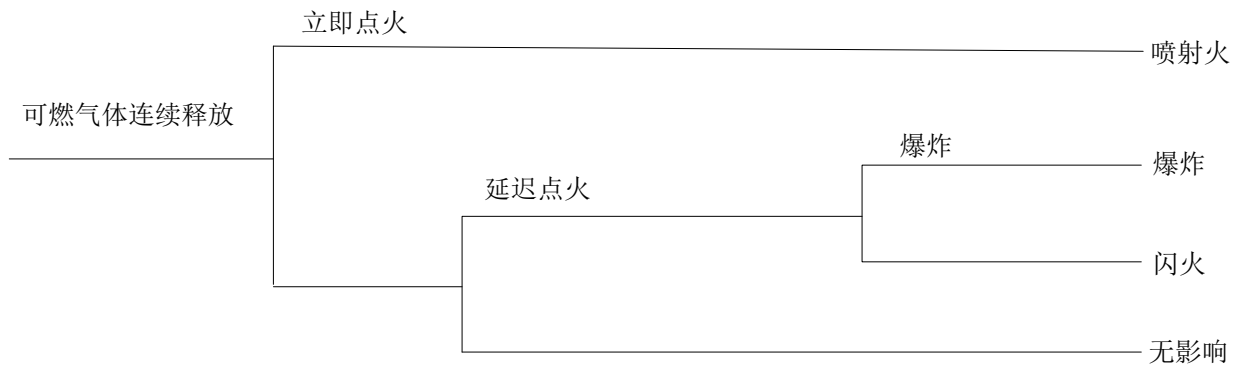 立即点火
喷射火
可燃气体连续释放
爆炸
爆炸
延迟点火
闪火
无影响